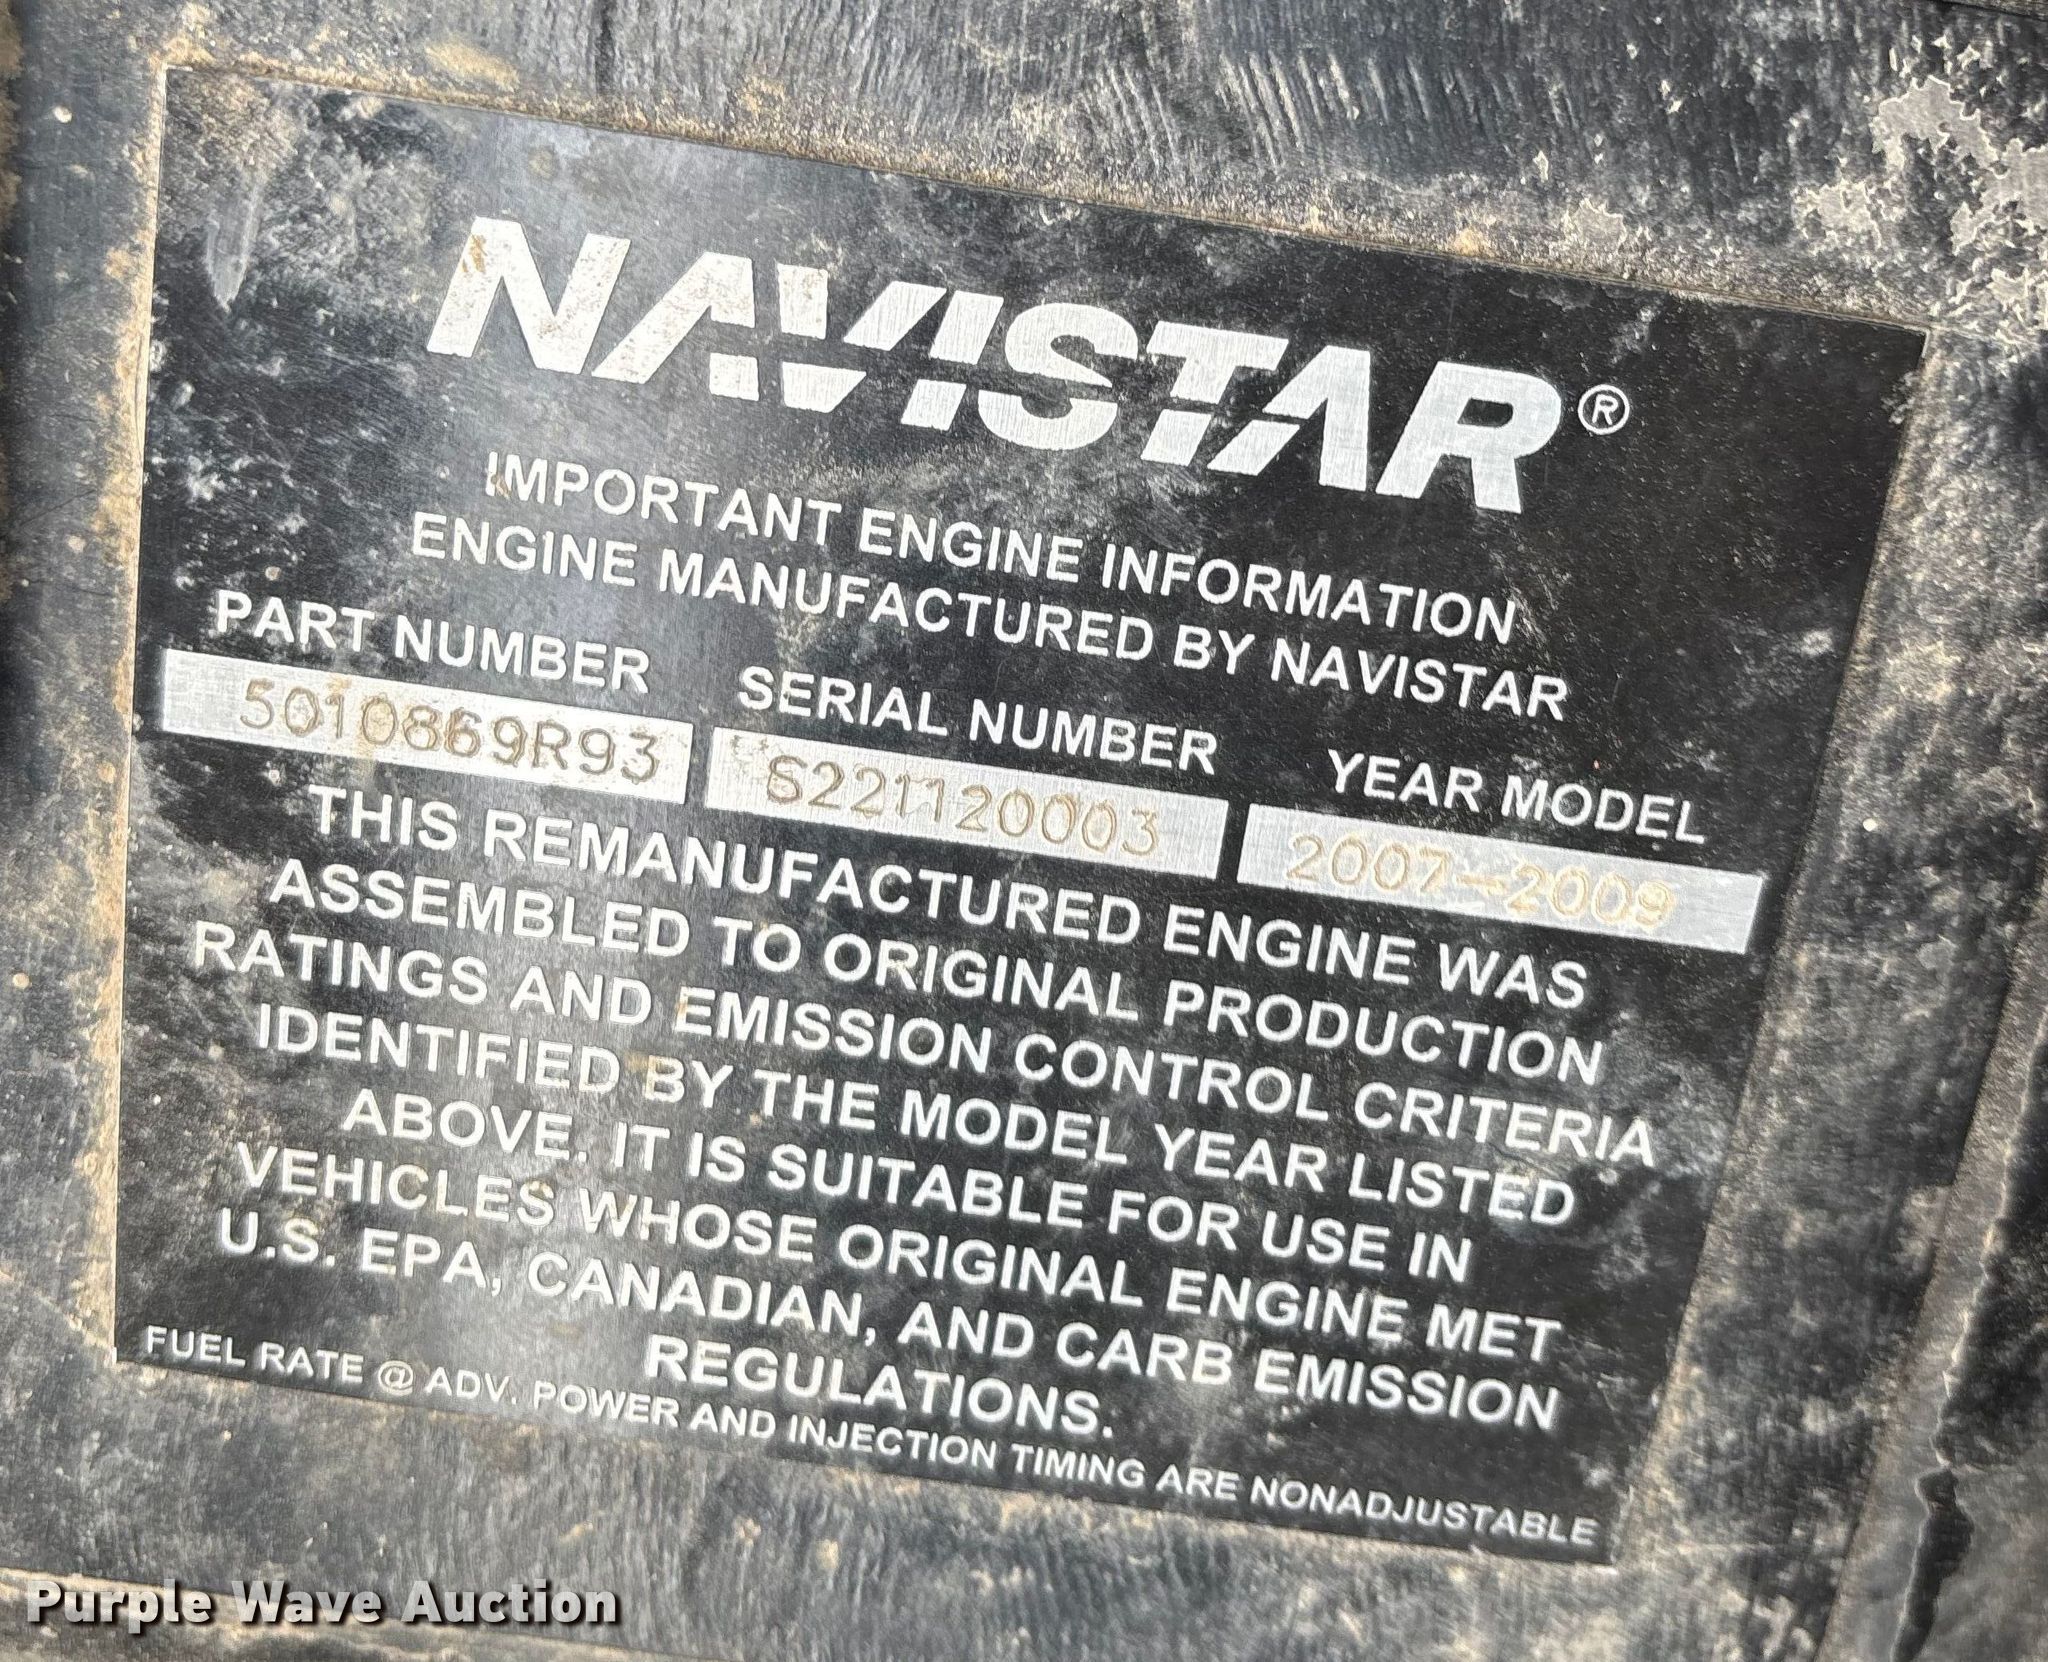 NAVISTAR®
IMPORTANT ENGINE INFORMATION
ENGINE MANUFACTURED BY NAVISTAR
PART NUMBER SERIAL NUMBER YEAR MODEL
5010869R93 6221120003 2007-2009
THIS REMANUFACTURED ENGINE WAS
ASSEMBLED TO ORIGINAL PRODUCTION
RATINGS AND EMISSION CONTROL CRITERIA
IDENTIFIED BY THE MODEL YEAR LISTED
ABOVE. IT IS SUITABLE FOR USE IN
VEHICLES WHOSE ORIGINAL ENGINE MET
U.S. EPA, CANADIAN, AND CARB EMISSION
REGULATIONS.
FUEL RATE @ ADV. POWER AND INJECTION TIMING ARE NONADJUSTABLE
Purple Wave Auction